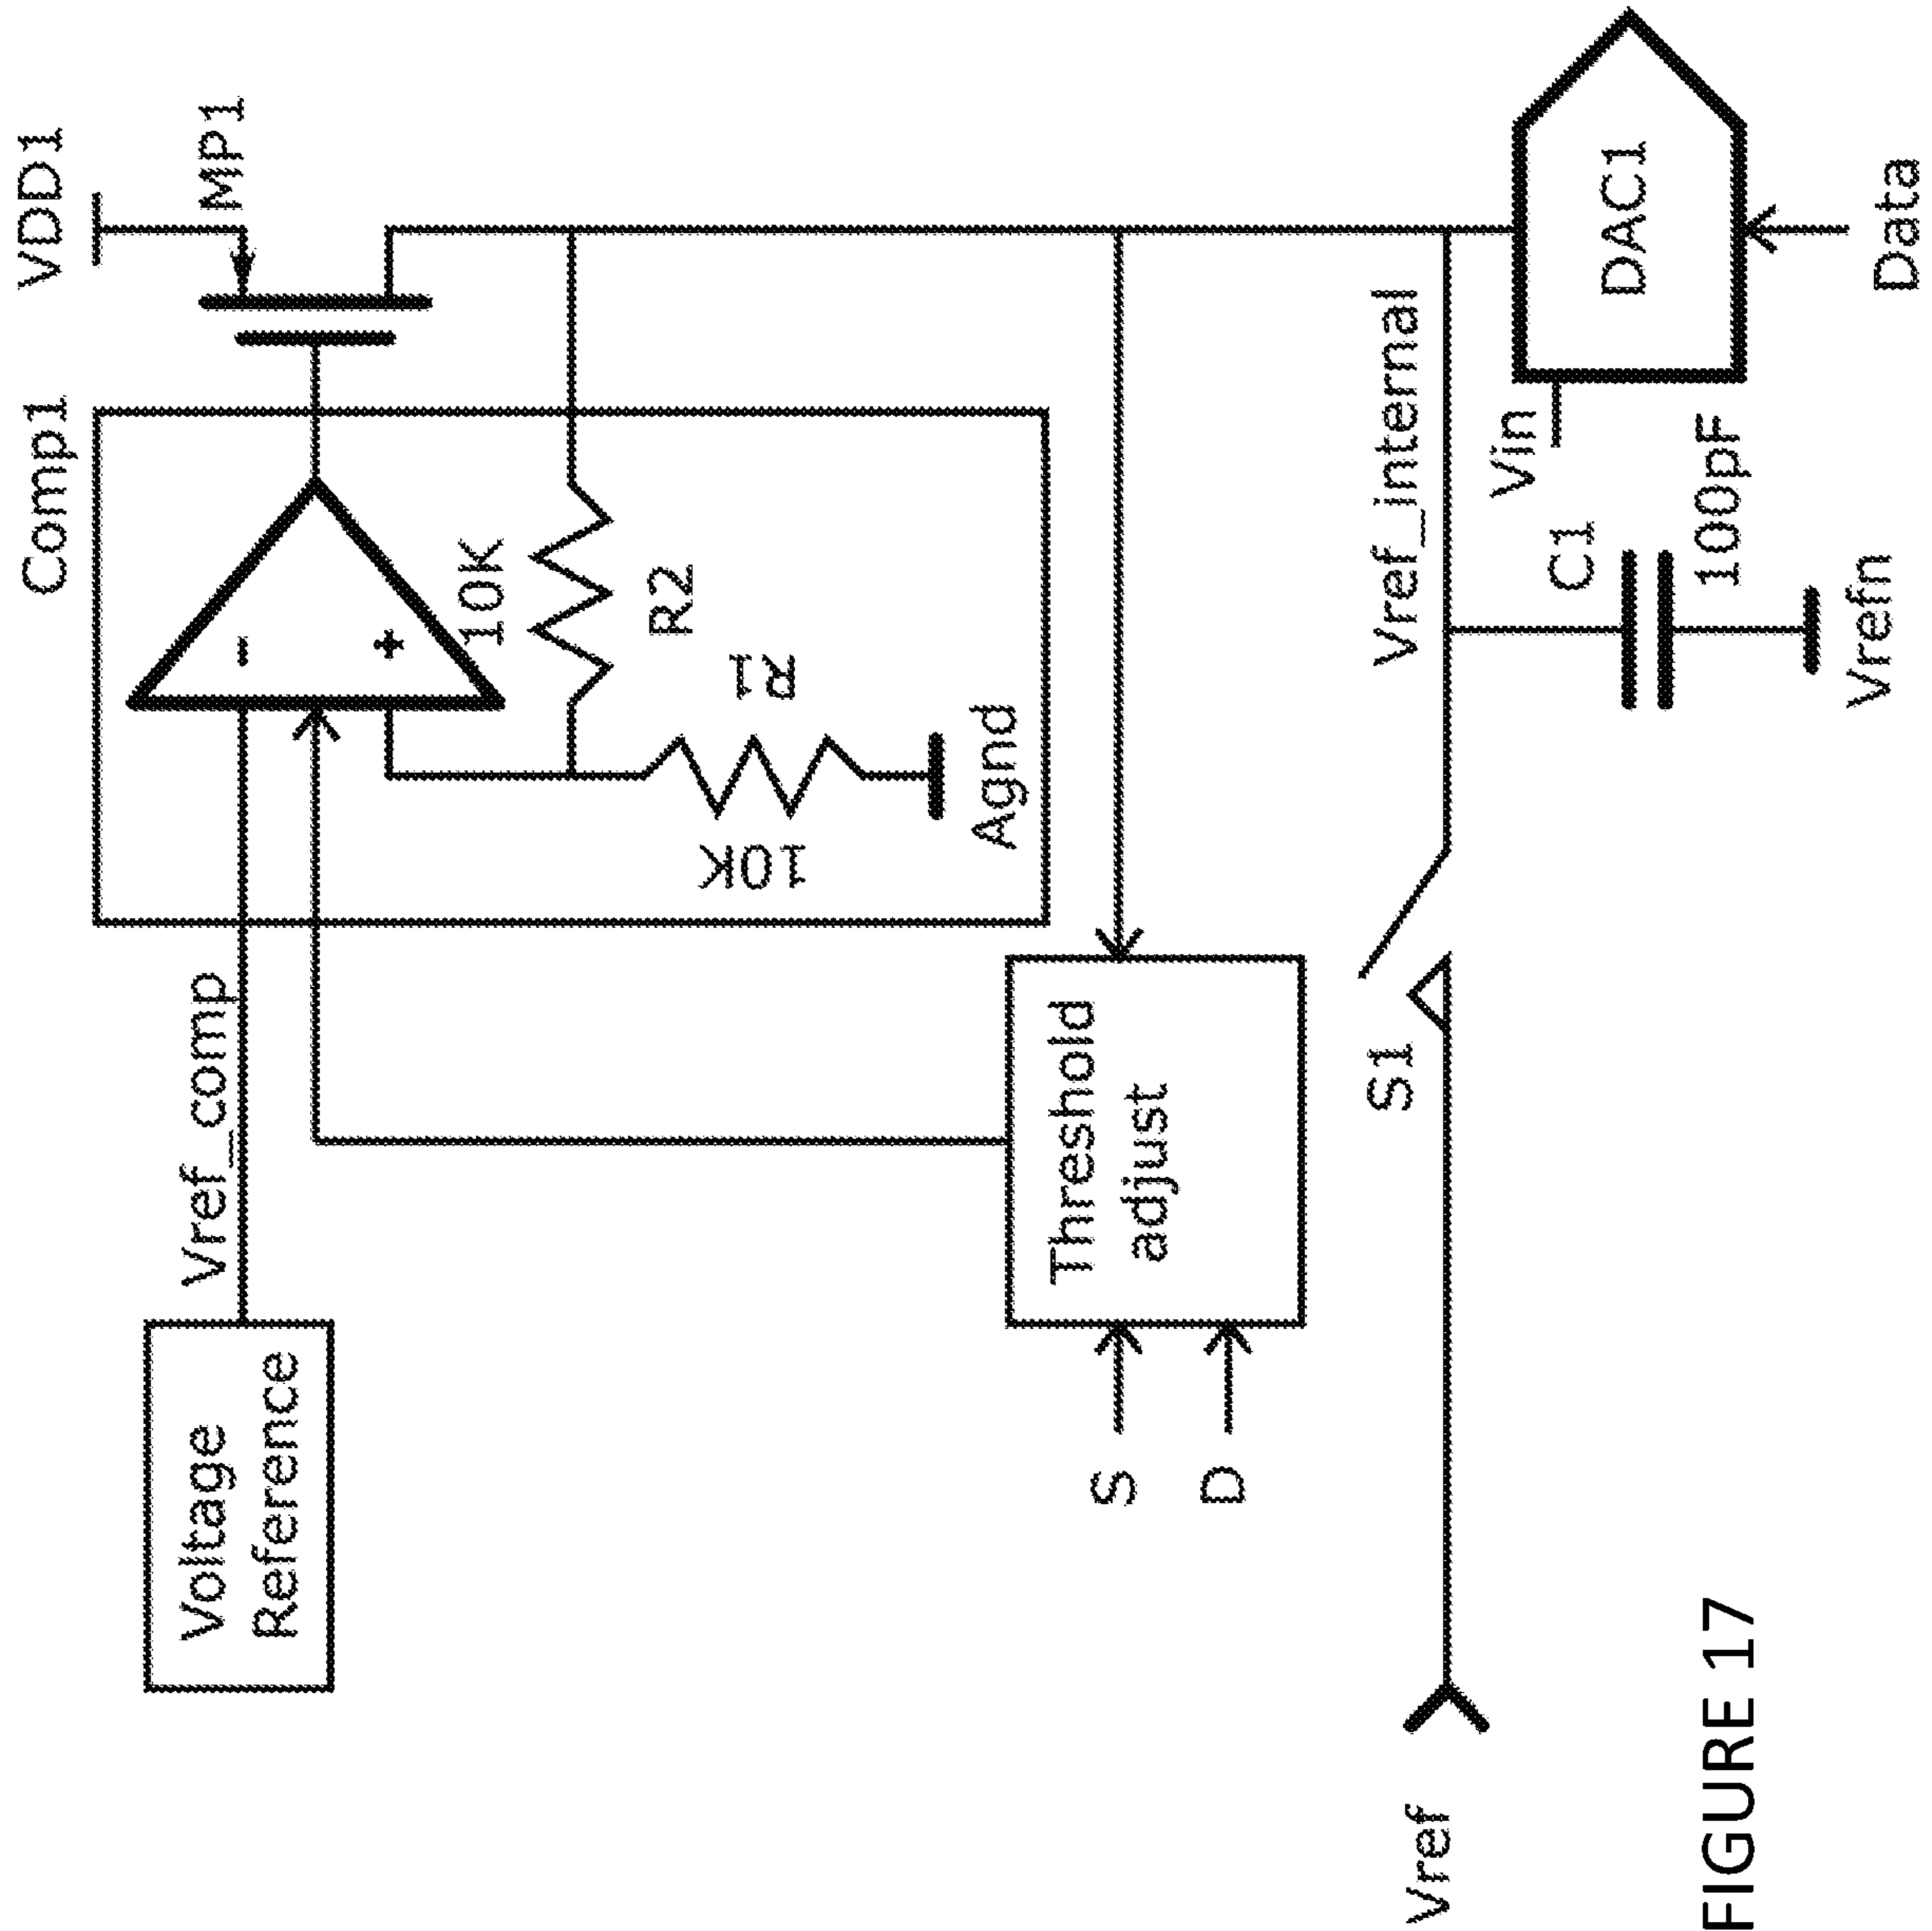 VDD1
Comp1
MP1
Voltage
Reference
Vref_comp
-
+
10K
R2
R1
10K
Agnd
Threshold
adjust
S
D
Vref_internal
S1
Vref
Vin
DAC1
C1
100pF
Vrefn
Data
FIGURE 17